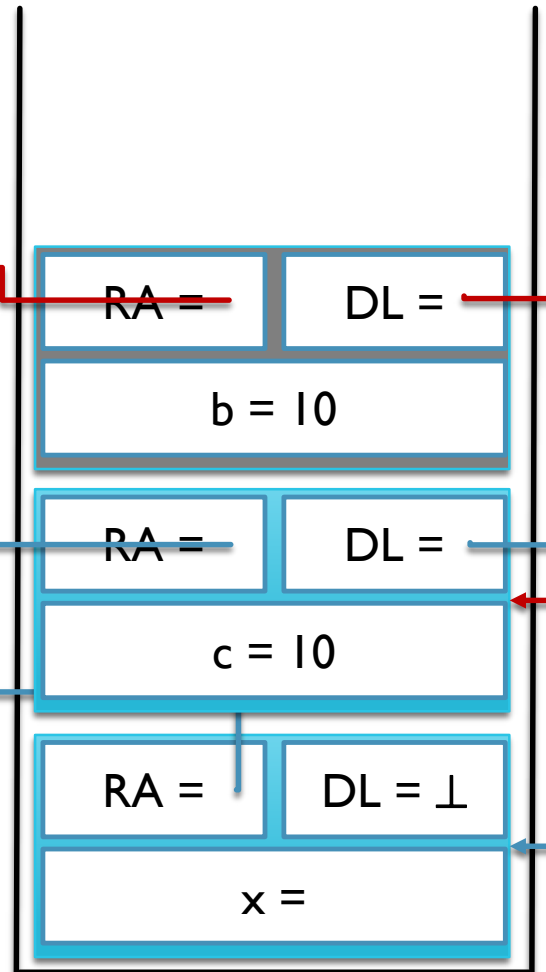 RA = DL =
b = 10
RA = DL =
c = 10
RA = DL = ⊥
x =